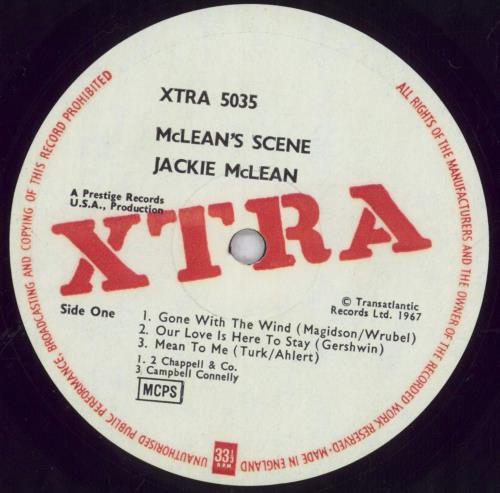 XTRA 5035
McLEAN'S SCENE
JACKIE McLEAN
A Prestige Records
U.S.A., Production
XTRA
Side One
© Transatlantic
Records Ltd. 1967
1. Gone With The Wind (Magidson/Wrubel)
2. Our Love Is Here To Stay (Gershwin)
3. Mean To Me (Turk/Ahlert)
1. 2 Chappell & Co.
3. Campbell Connelly
MCPS
ALL RIGHTS OF THE MANUFACTURERS AND THE OWNER OF THE RECORDED WORK RESERVED-MADE IN ENGLAND
33⅓
R.P.M.
UNAUTHORISED PUBLIC PERFORMANCE, BROADCASTING AND COPYING OF THIS RECORD PROHIBITED